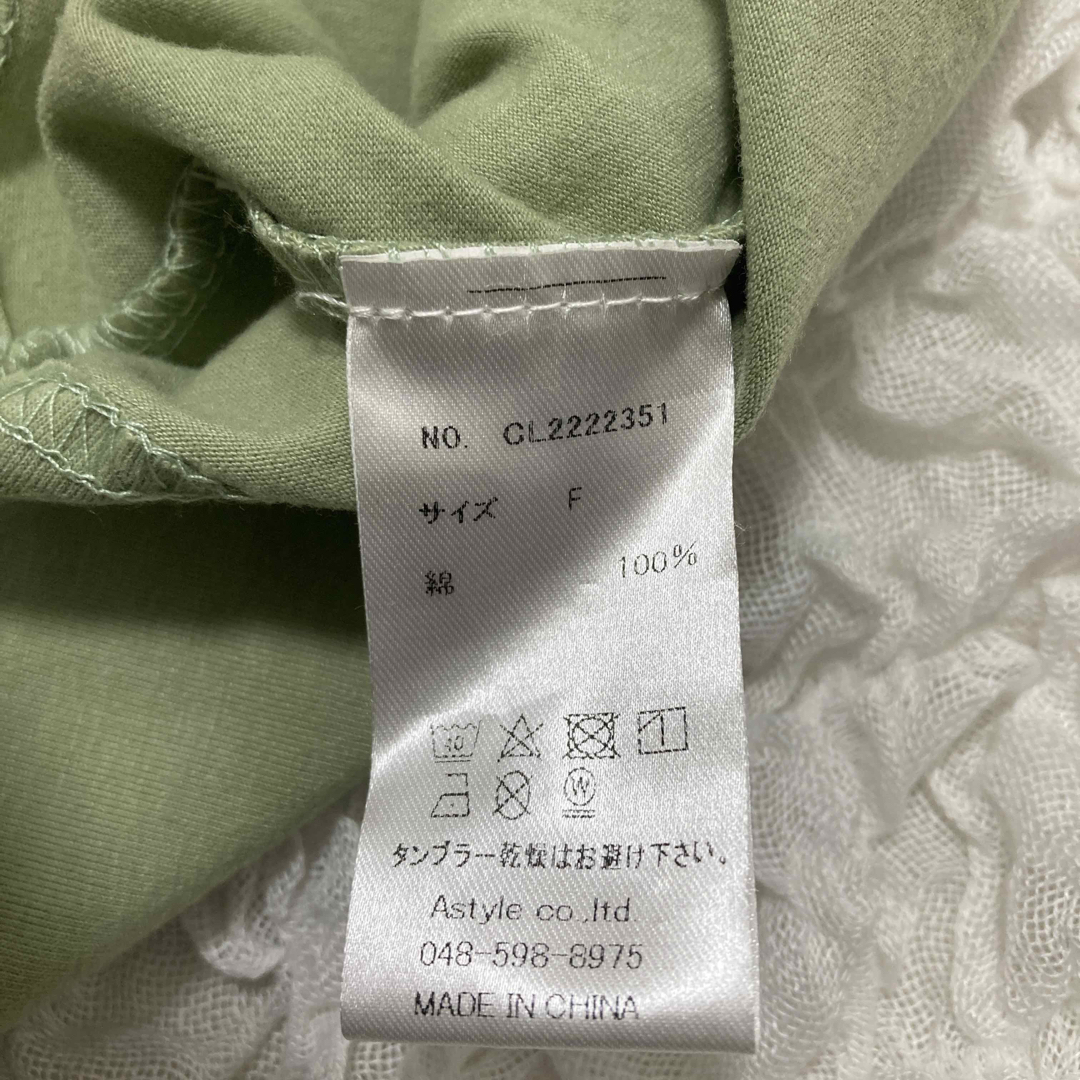 NO. CL2222351
サイズ F
綿 100%
30
W
タンブラー乾燥はお避け下さい。
Astyle co.,ltd.
048-598-8975
MADE IN CHINA